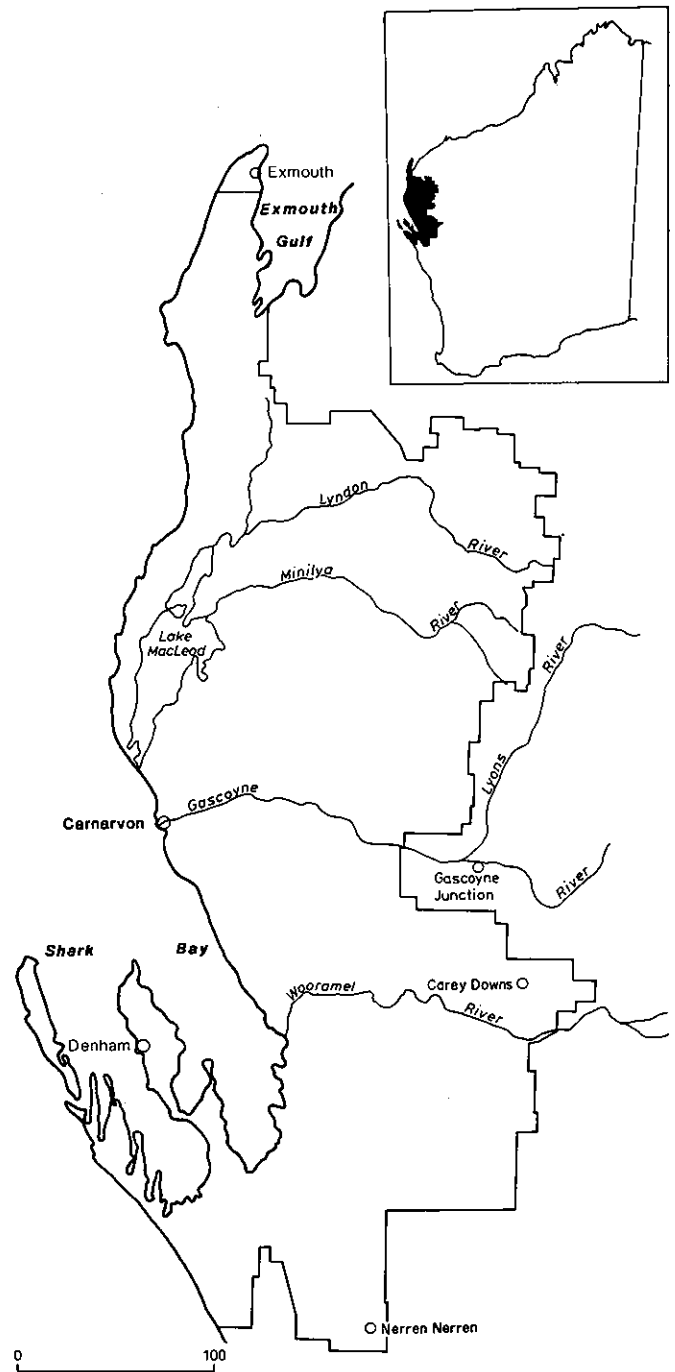 Exmouth
Exmouth
Gulf
Lyndon
River
Minilya
River
Lake
MacLeod
River
Lyons
Gascoyne
Carnarvon
Gascoyne
Junction
River
Shark
Bay
Wooramel
Carey Downs
River
Denham
Nerren Nerren
0
100